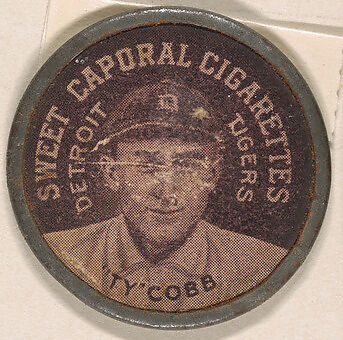 SWEET CAPORAL CIGARETTES
DETROIT TIGERS
D
"TY" COBB